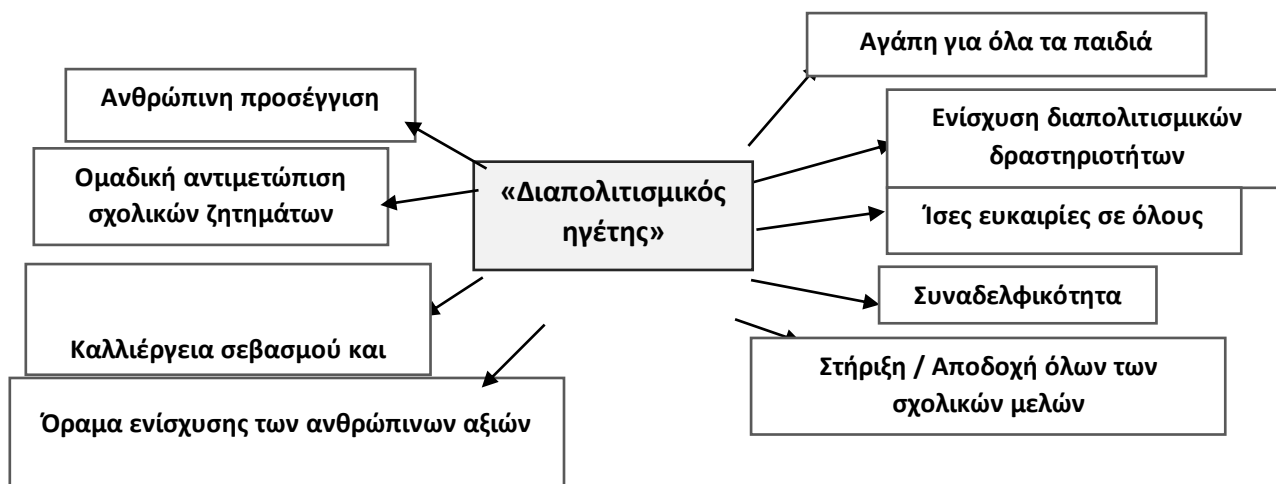 Αγάπη για όλα τα παιδιά
Ανθρώπινη προσέγγιση
Ενίσχυση διαπολιτισμικών
δραστηριοτήτων
Ομαδική αντιμετώπιση
σχολικών ζητημάτων
«Διαπολιτισμικός
ηγέτης»
Ίσες ευκαιρίες σε όλους
Συναδελφικότητα
Καλλιέργεια σεβασμού και
Στήριξη / Αποδοχή όλων των
σχολικών μελών
Όραμα ενίσχυσης των ανθρώπινων αξιών